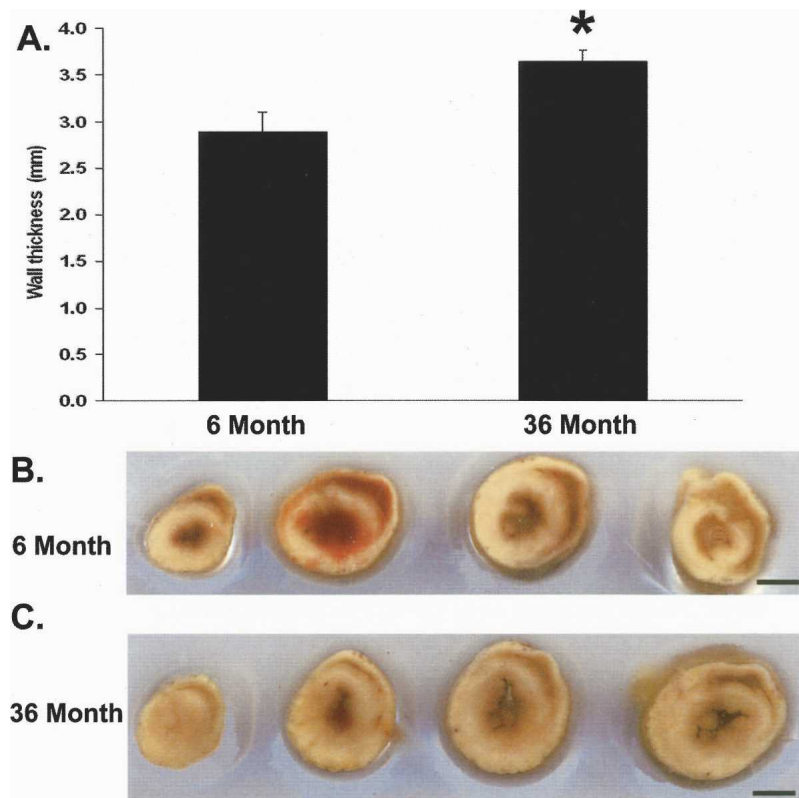 A.
*
4.0
3.5
3.0
2.5
2.0
1.5
1.0
0.5
0.0
Wall thickness (mm)
6 Month 36 Month
B.
6 Month
C.
36 Month